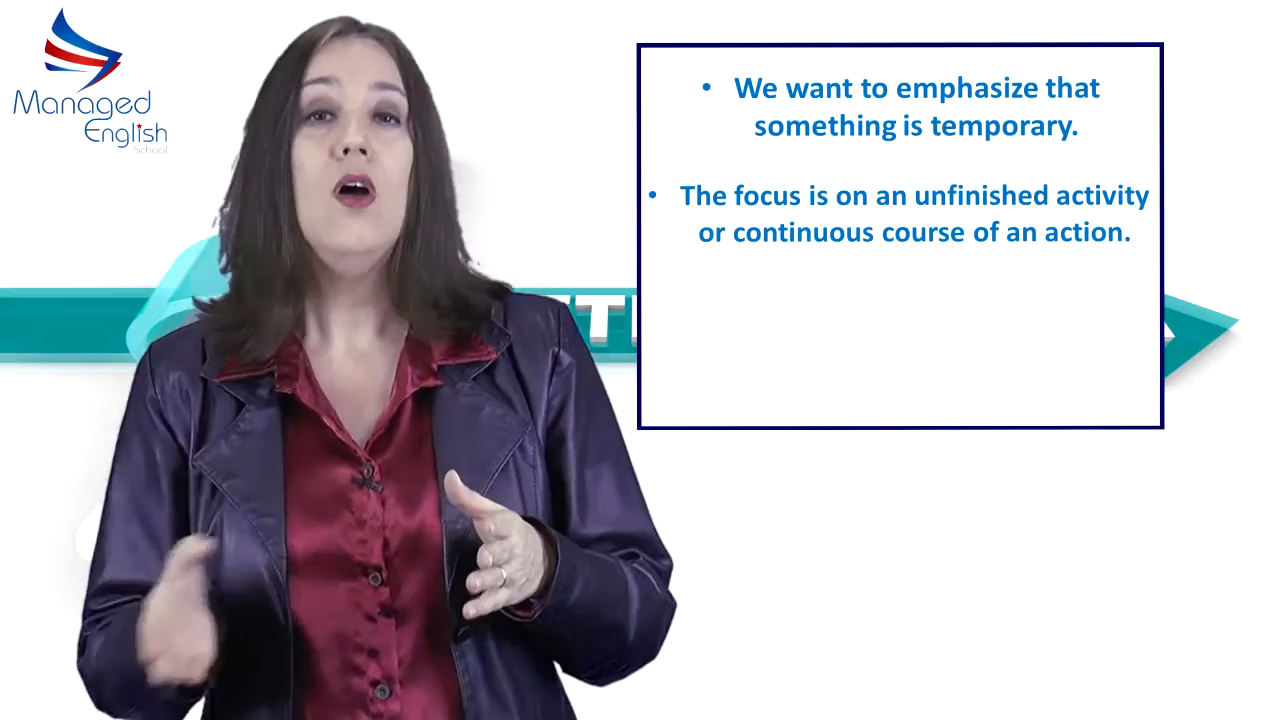 Managed
English
School
• We want to emphasize that
something is temporary.
• The focus is on an unfinished activity
or continuous course of an action.